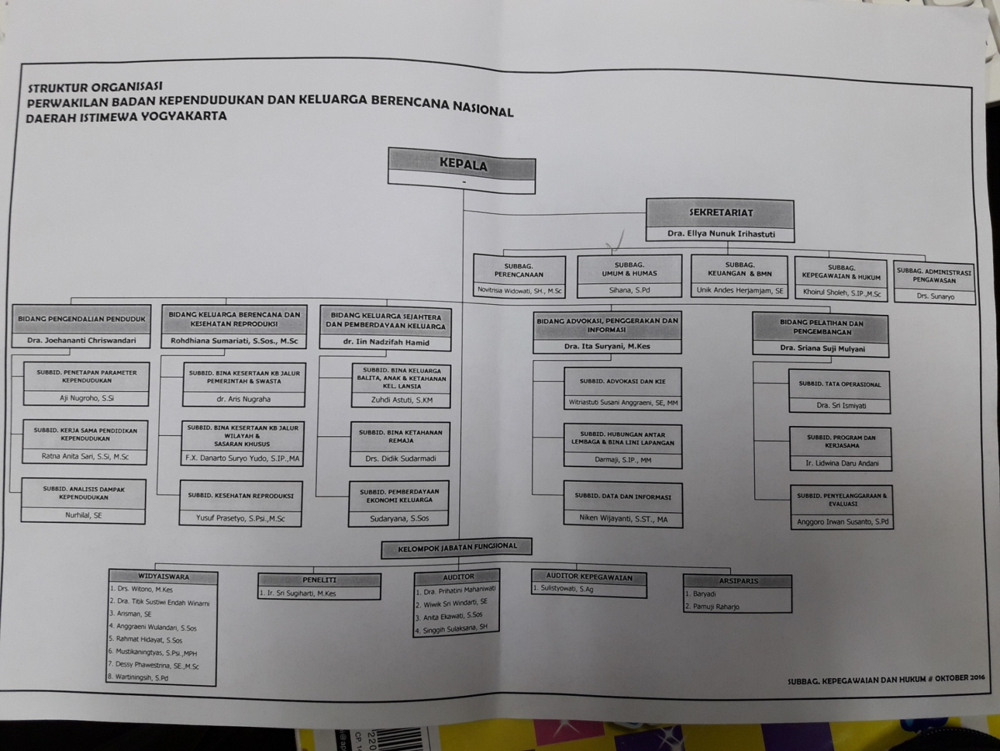 STRUKTUR ORGANISASI
PERWAKILAN BADAN KEPENDUDUKAN DAN KELUARGA BERENCANA NASIONAL
DAERAH ISTIMEWA YOGYAKARTA
KEPALA
-
SEKRETARIAT
Dra. Ellya Nunuk Irihastuti
SUBBAG.
PERENCANAAN
Novitrisia Widowati, SH., M.Sc
SUBBAG.
UMUM & HUMAS
Sihana, S.Pd
SUBBAG.
KEUANGAN & BMN
Unik Andes Herjamjam, SE
SUBBAG.
KEPEGAWAIAN & HUKUM
Khoirul Sholeh, S.IP.,M.Sc
SUBBAG. ADMINISTRASI
PENGAWASAN
Drs. Sunaryo
BIDANG PENGENDALIAN PENDUDUK
Dra. Joehananti Chriswandari
SUBBID. PENETAPAN PARAMETER
KEPENDUDUKAN
Aji Nugroho, S.Si
SUBBID. KERJA SAMA PENDIDIKAN
KEPENDUDUKAN
Ratna Anita Sari, S.Si, M.Sc
SUBBID. ANALISIS DAMPAK
KEPENDUDUKAN
Nurhilal, SE
BIDANG KELUARGA BERENCANA DAN
KESEHATAN REPRODUKSI
Rohdhiana Sumariati, S.Sos., M.Sc
SUBBID. BINA KESERTAAN KB JALUR
PEMERINTAH & SWASTA
dr. Aris Nugraha
SUBBID. BINA KESERTAAN KB JALUR
WILAYAH &
SASARAN KHUSUS
F.X. Danarto Suryo Yudo, S.IP.,MA
SUBBID. KESEHATAN REPRODUKSI
Yusuf Prasetyo, S.Psi.,M.Sc
BIDANG KELUARGA SEJAHTERA
DAN PEMBERDAYAAN KELUARGA
dr. Iin Nadzifah Hamid
SUBBID. BINA KELUARGA
BALITA, ANAK & KETAHANAN
KEL. LANSIA
Zuhdi Astuti, S.KM
SUBBID. BINA KETAHANAN
REMAJA
Drs. Didik Sudarmadi
SUBBID. PEMBERDAYAAN
EKONOMI KELUARGA
Sudaryana, S.Sos
BIDANG ADVOKASI, PENGGERAKAN DAN
INFORMASI
Dra. Ita Suryani, M.Kes
SUBBID. ADVOKASI DAN KIE
Witriastuti Susani Anggraeni, SE, MM
SUBBID. HUBUNGAN ANTAR
LEMBAGA & BINA LINI LAPANGAN
Darmaji, S.IP., MM
SUBBID. DATA DAN INFORMASI
Niken Wijayanti, S.ST., MA
BIDANG PELATIHAN DAN
PENGEMBANGAN
Dra. Sriana Suji Mulyani
SUBBID. TATA OPERASIONAL
Dra. Sri Ismiyati
SUBBID. PROGRAM DAN
KERJASAMA
Ir. Lidwina Daru Andani
SUBBID. PENYELANGGARAAN &
EVALUASI
Anggoro Irwan Susanto, S.Pd
KELOMPOK JABATAN FUNGSIONAL
WIDYAISWARA
1. Drs. Witono, M.Kes
2. Dra. Titik Sustiwi Endah Winarni
3. Arisman, SE
4. Anggraeni Wulandari, S.Sos
5. Rahmat Hidayat, S.Sos
6. Mustikaningtyas, S.Psi.,MPH
7. Dessy Phawestrina, SE.,M.Sc
8. Wartiningsih, S.Pd
PENELITI
1. Ir. Sri Sugiharti, M.Kes
AUDITOR
1. Dra. Prihatini Mahaniwati
2. Wiwik Sri Windarti, SE
3. Anita Ekawati, S.Sos
4. Singgih Sulaksana, SH
AUDITOR KEPEGAWAIAN
1. Sulistyowati, S.Ag
ARSIPARIS
1. Baryadi
2. Pamuji Raharjo
SUBBAG. KEPEGAWAIAN DAN HUKUM # OKTOBER 2016